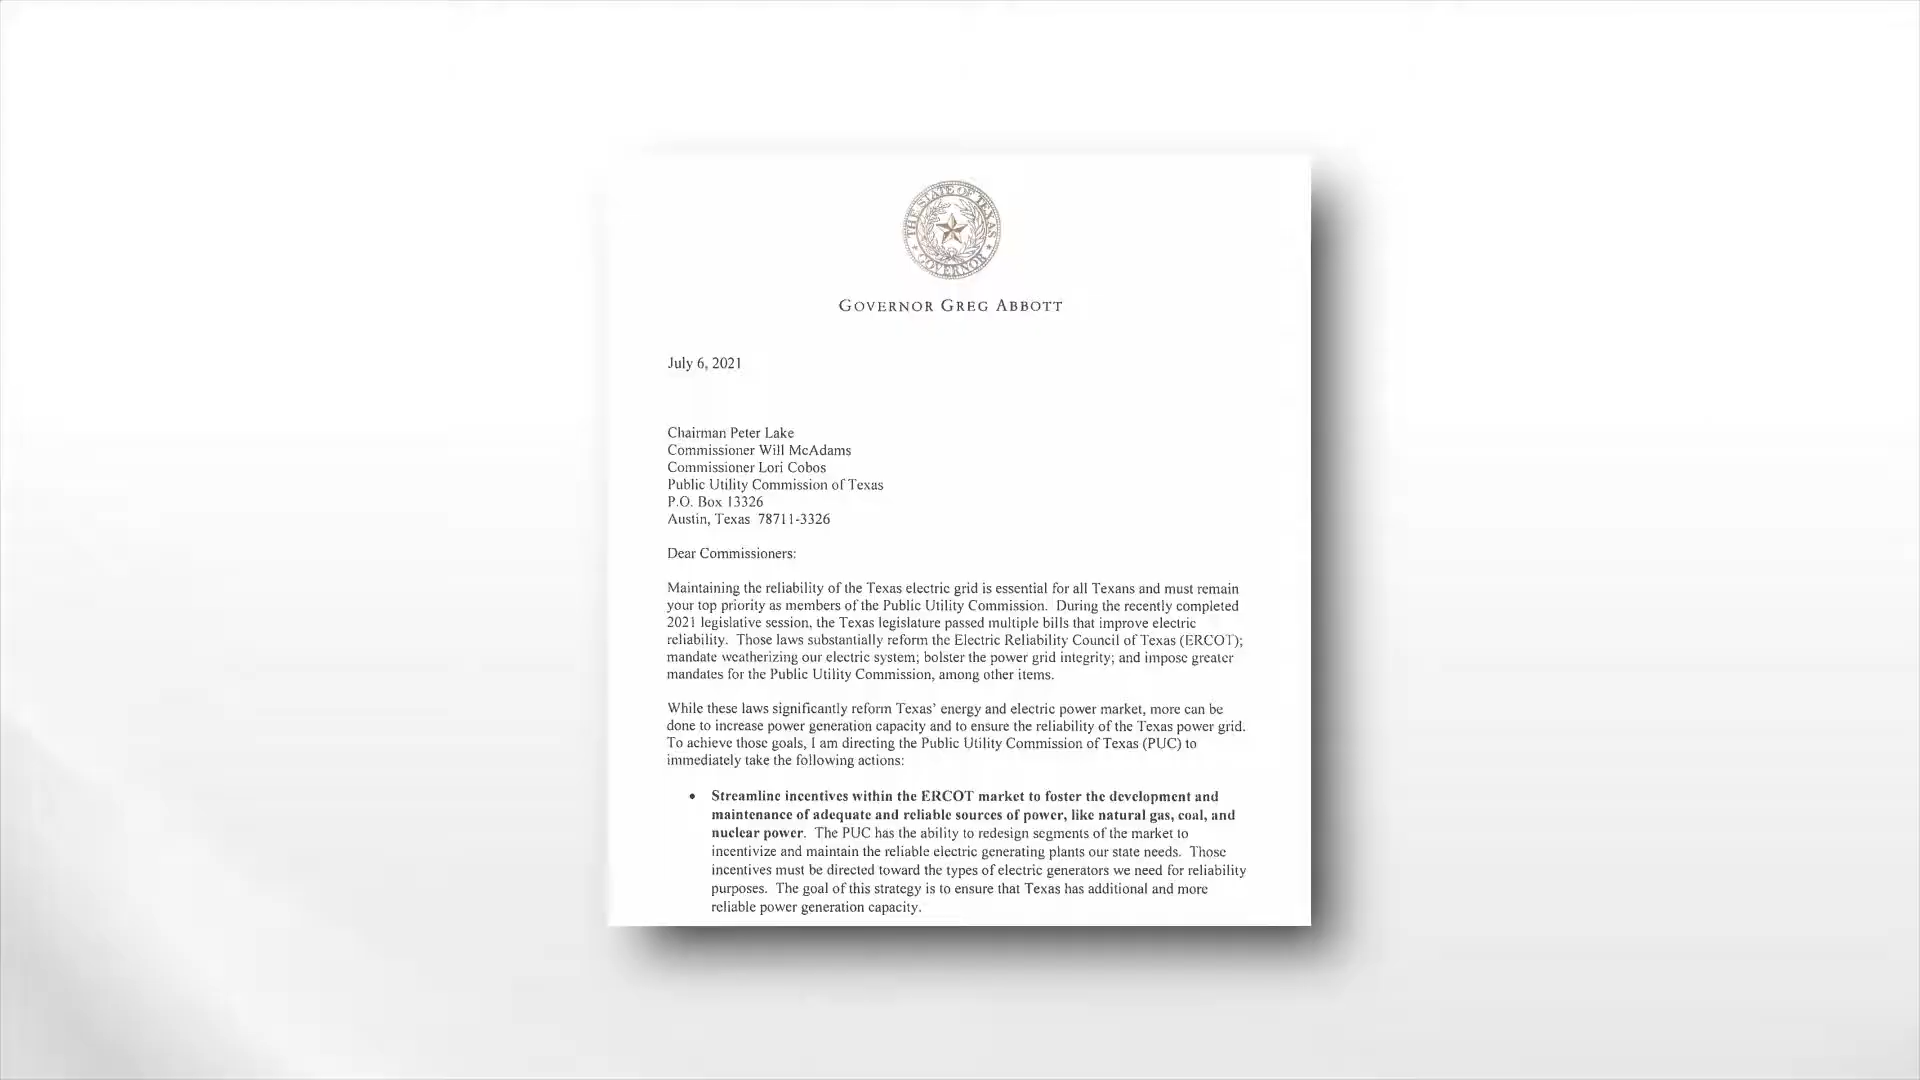 THE STATE OF TEXAS
GOVERNOR
GOVERNOR GREG ABBOTT
July 6, 2021
Chairman Peter Lake
Commissioner Will McAdams
Commissioner Lori Cobos
Public Utility Commission of Texas
P.O. Box 13326
Austin, Texas 78711-3326
Dear Commissioners:
Maintaining the reliability of the Texas electric grid is essential for all Texans and must remain
your top priority as members of the Public Utility Commission. During the recently completed
2021 legislative session, the Texas legislature passed multiple bills that improve electric
reliability. Those laws substantially reform the Electric Reliability Council of Texas (ERCOT);
mandate weatherizing our electric system; bolster the power grid integrity; and impose greater
mandates for the Public Utility Commission, among other items.
While these laws significantly reform Texas' energy and electric power market, more can be
done to increase power generation capacity and to ensure the reliability of the Texas power grid.
To achieve those goals, I am directing the Public Utility Commission of Texas (PUC) to
immediately take the following actions:
• Streamline incentives within the ERCOT market to foster the development and
maintenance of adequate and reliable sources of power, like natural gas, coal, and
nuclear power. The PUC has the ability to redesign segments of the market to
incentivize and maintain the reliable electric generating plants our state needs. Those
incentives must be directed toward the types of electric generators we need for reliability
purposes. The goal of this strategy is to ensure that Texas has additional and more
reliable power generation capacity.